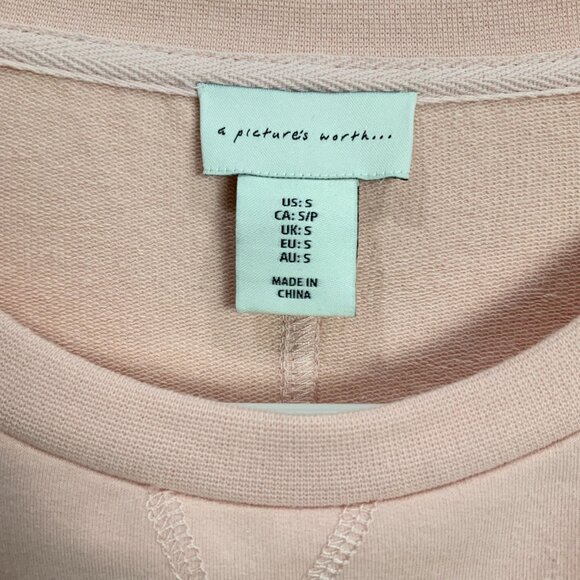 a picture's worth...
US: S
CA: S/P
UK: S
EU: S
AU: S
MADE IN
CHINA